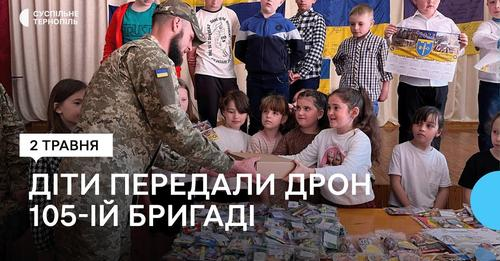 СУСПІЛЬНЕ
ТЕРНОПІЛЬ
2 ТРАВНЯ
ДІТИ ПЕРЕДАЛИ ДРОН
105-ІЙ БРИГАДІ